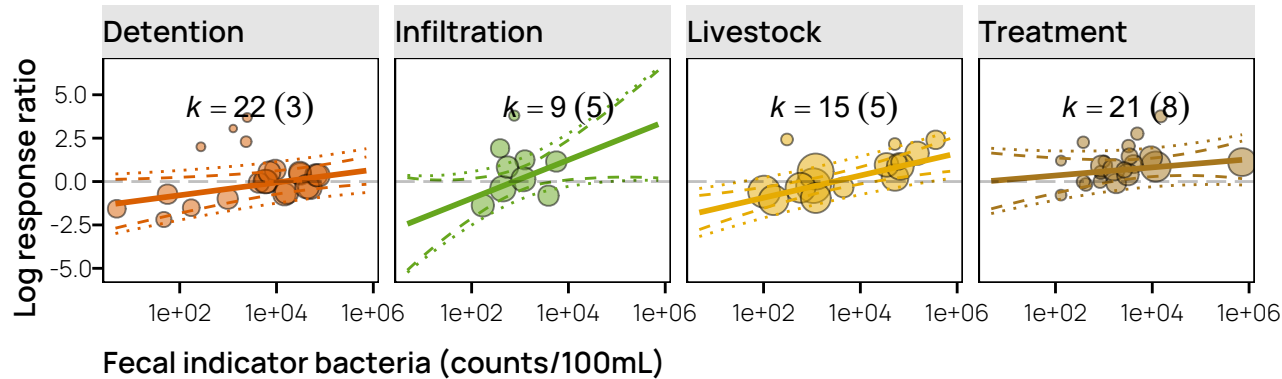 Detention Infiltration Livestock Treatment
Log response ratio
5.0
2.5
0.0
-2.5
-5.0
k = 22 (3) k = 9 (5) k = 15 (5) k = 21 (8)
1e+02 1e+04 1e+06 1e+02 1e+04 1e+06 1e+02 1e+04 1e+06 1e+02 1e+04 1e+06
Fecal indicator bacteria (counts/100mL)